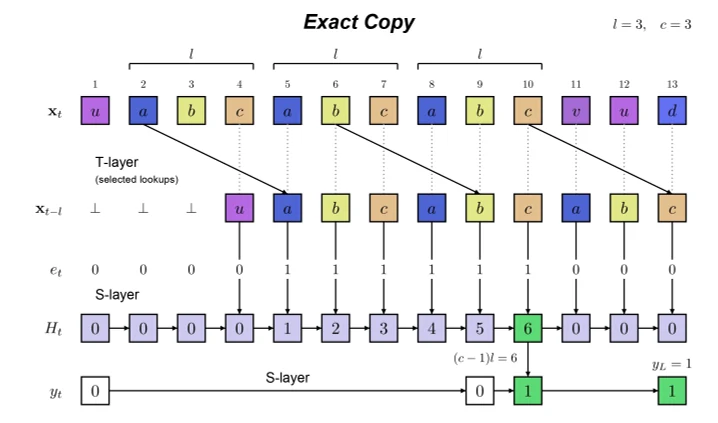 Exact Copy
l = 3, c = 3
l l l
1 2 3 4 5 6 7 8 9 10 11 12 13
x_t u a b c a b c a b c v u d
T-layer
(selected lookups)
x_{t−l} ⊥ ⊥ ⊥ u a b c a b c a b c
e_t 0 0 0 0 1 1 1 1 1 1 0 0 0
S-layer
H_t 0 0 0 0 1 2 3 4 5 6 0 0 0
(c − 1)l = 6
y_L = 1
S-layer
y_t 0 0 1 1